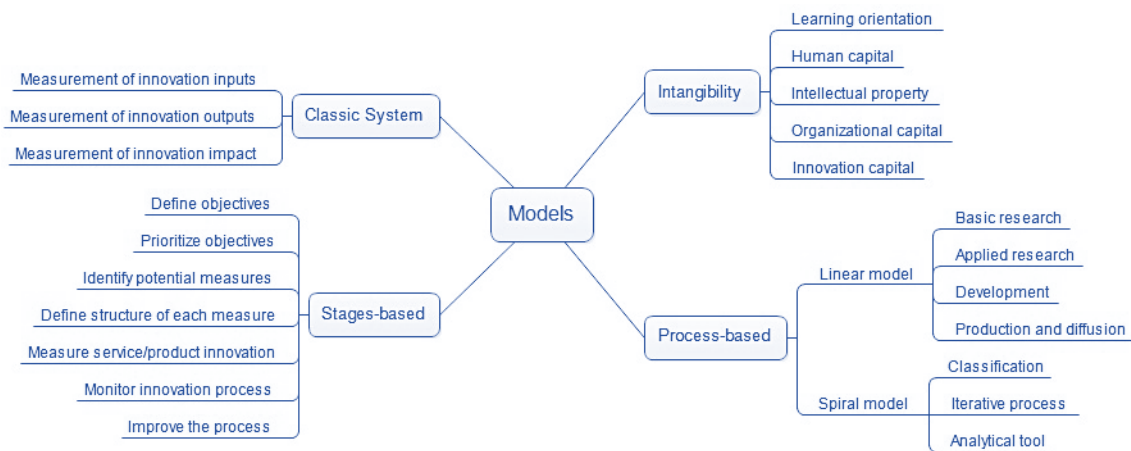 Models
Classic System
Measurement of innovation inputs
Measurement of innovation outputs
Measurement of innovation impact
Stages-based
Define objectives
Prioritize objectives
Identify potential measures
Define structure of each measure
Measure service/product innovation
Monitor innovation process
Improve the process
Intangibility
Learning orientation
Human capital
Intellectual property
Organizational capital
Innovation capital
Process-based
Linear model
Basic research
Applied research
Development
Production and diffusion
Spiral model
Classification
Iterative process
Analytical tool